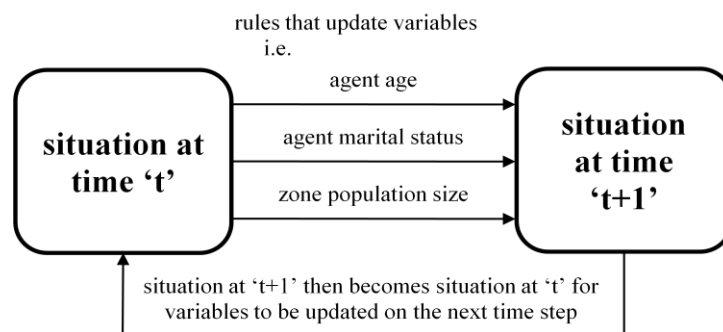 rules that update variables
i.e.
agent age
situation at
time ‘t’
agent marital status
zone population size
situation
at time
‘t+1’
situation at ‘t+1’ then becomes situation at ‘t’ for
variables to be updated on the next time step